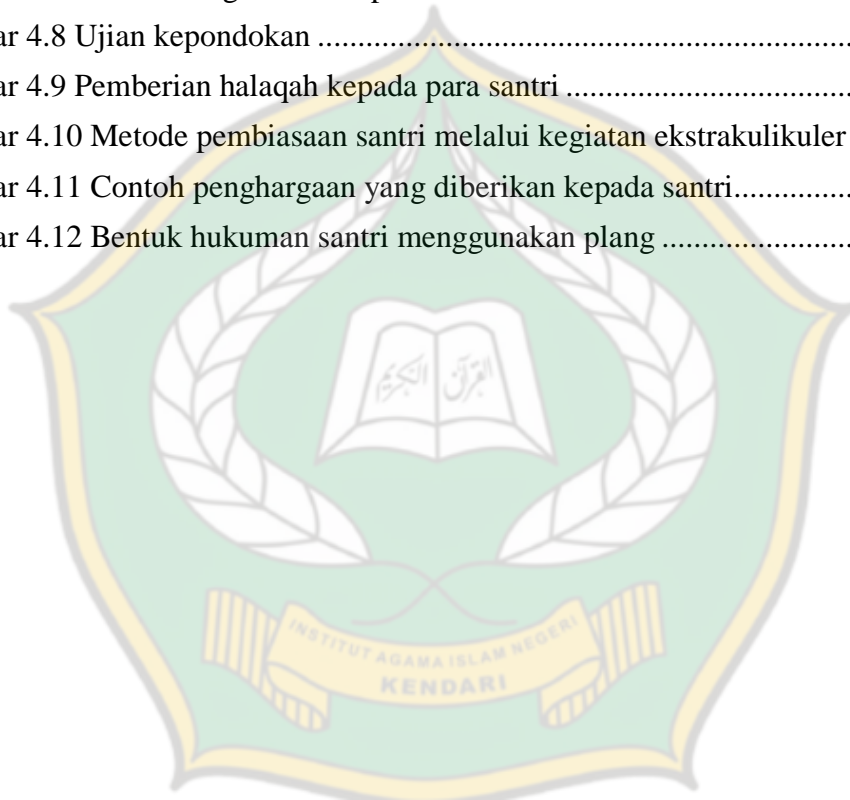 ar 4.8 Ujian kepondokan ....................................................................
ar 4.9 Pemberian halaqah kepada para santri ....................................
ar 4.10 Metode pembiasaan santri melalui kegiatan ekstrakulikuler
ar 4.11 Contoh penghargaan yang diberikan kepada santri...............
ar 4.12 Bentuk hukuman santri menggunakan plang ........................
القرآن الكريم
INSTITUT AGAMA ISLAM NEGERI
KENDARI